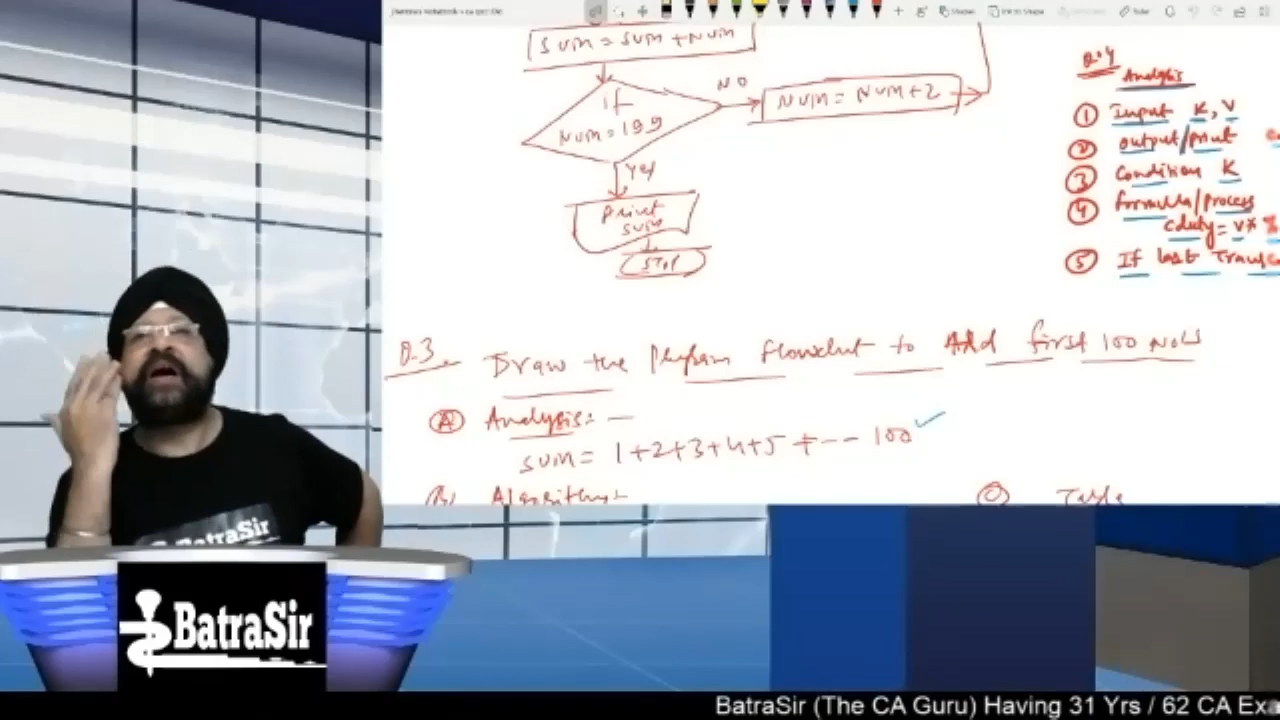 SUM = SUM + NUM
if
NUM = 199
NO
NUM = NUM + 2
Yes
Print
SUM
STOP
Q.4
Analysis
① Input K, V
② output/print
③ Condition K
④ formula/process
cduty = V *
⑤ If last
Q.3. Draw the Program flowchart to Add first 100 No's
Ⓐ Analysis: —
SUM = 1+2+3+4+5 + --- 100
Algorithm:-
Ⓒ Table
BatraSir
BatraSir
BatraSir (The CA Guru) Having 31 Yrs / 62 CA Exa